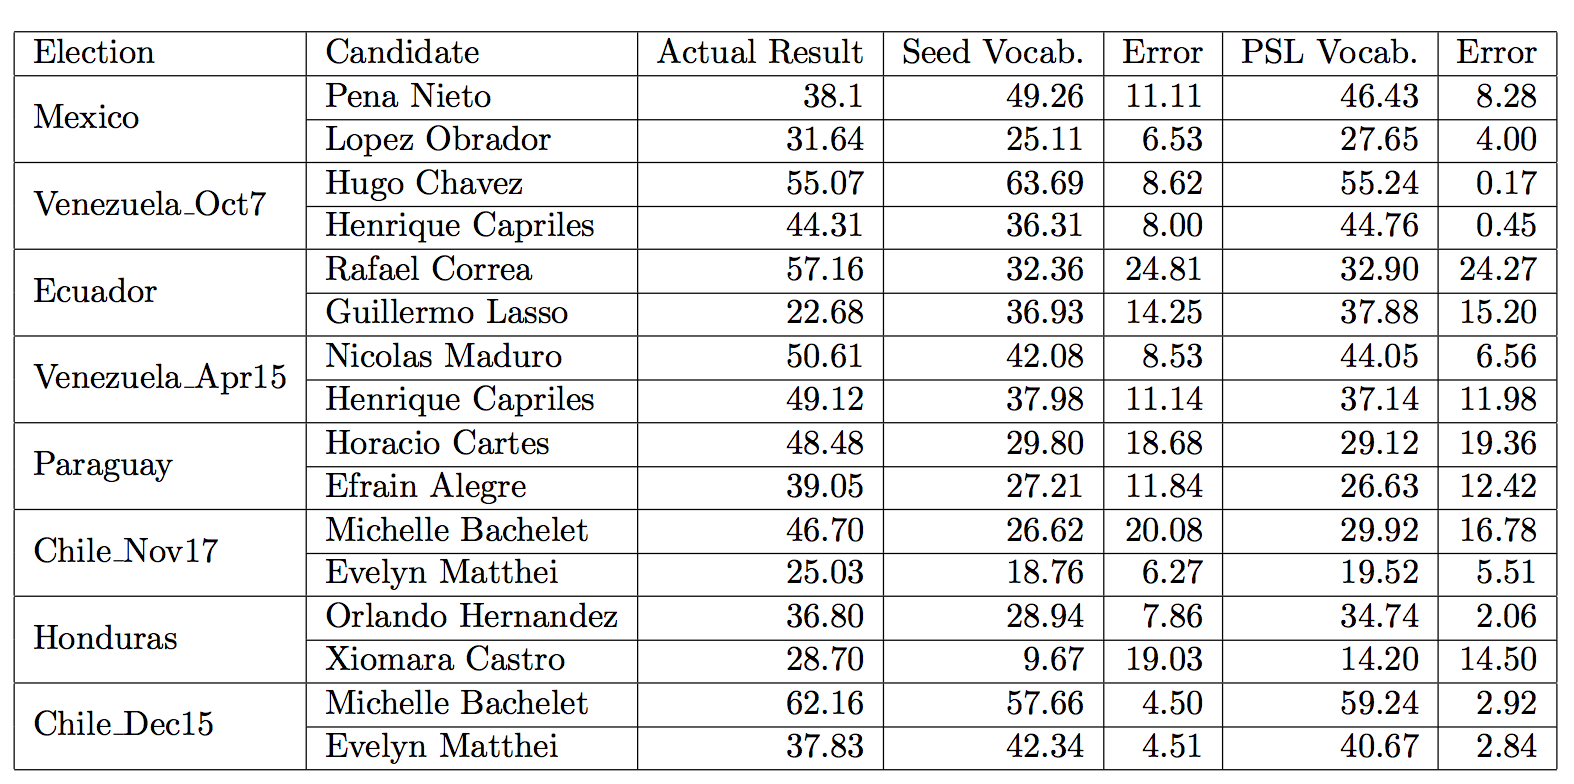 Election Candidate Actual Result Seed Vocab. Error PSL Vocab. Error
Mexico
Pena Nieto 38.1 49.26 11.11 46.43 8.28
Lopez Obrador 31.64 25.11 6.53 27.65 4.00
Venezuela_Oct7
Hugo Chavez 55.07 63.69 8.62 55.24 0.17
Henrique Capriles 44.31 36.31 8.00 44.76 0.45
Ecuador
Rafael Correa 57.16 32.36 24.81 32.90 24.27
Guillermo Lasso 22.68 36.93 14.25 37.88 15.20
Venezuela_Apr15
Nicolas Maduro 50.61 42.08 8.53 44.05 6.56
Henrique Capriles 49.12 37.98 11.14 37.14 11.98
Paraguay
Horacio Cartes 48.48 29.80 18.68 29.12 19.36
Efrain Alegre 39.05 27.21 11.84 26.63 12.42
Chile_Nov17
Michelle Bachelet 46.70 26.62 20.08 29.92 16.78
Evelyn Matthei 25.03 18.76 6.27 19.52 5.51
Honduras
Orlando Hernandez 36.80 28.94 7.86 34.74 2.06
Xiomara Castro 28.70 9.67 19.03 14.20 14.50
Chile_Dec15
Michelle Bachelet 62.16 57.66 4.50 59.24 2.92
Evelyn Matthei 37.83 42.34 4.51 40.67 2.84